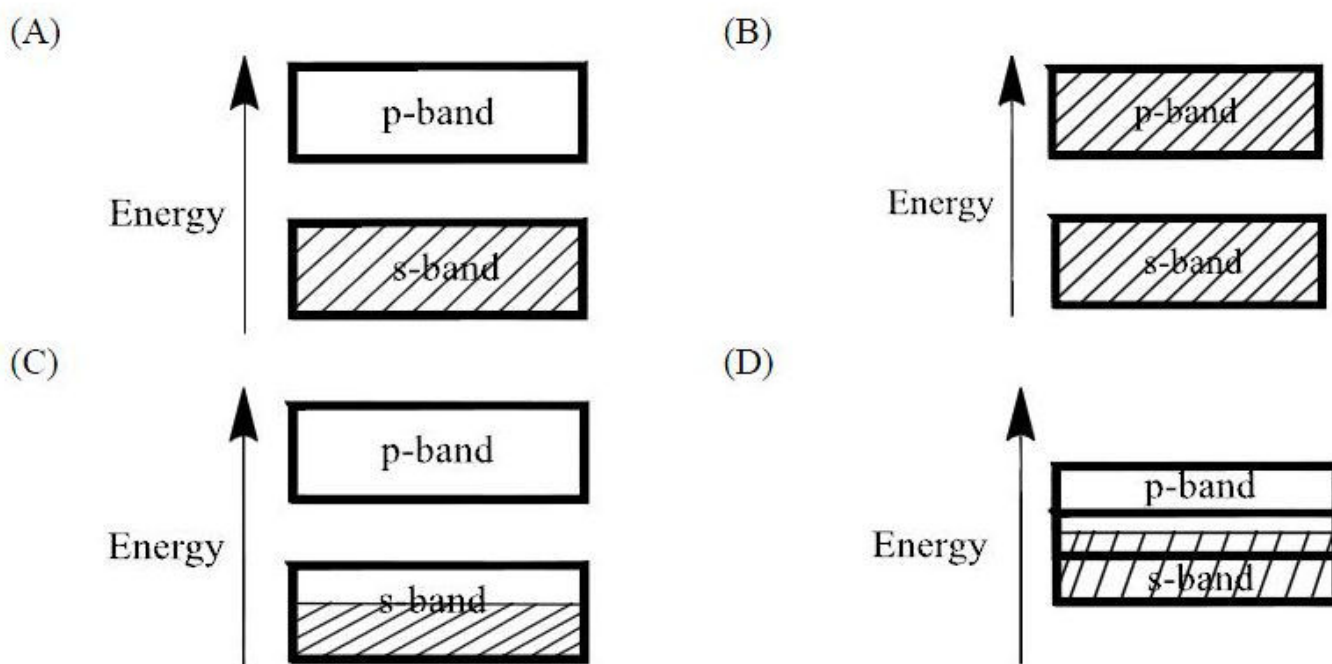 (A)
p-band
Energy
s-band
(B)
p-band
Energy
s-band
(C)
p-band
Energy
s-band
(D)
p-band
Energy
s-band